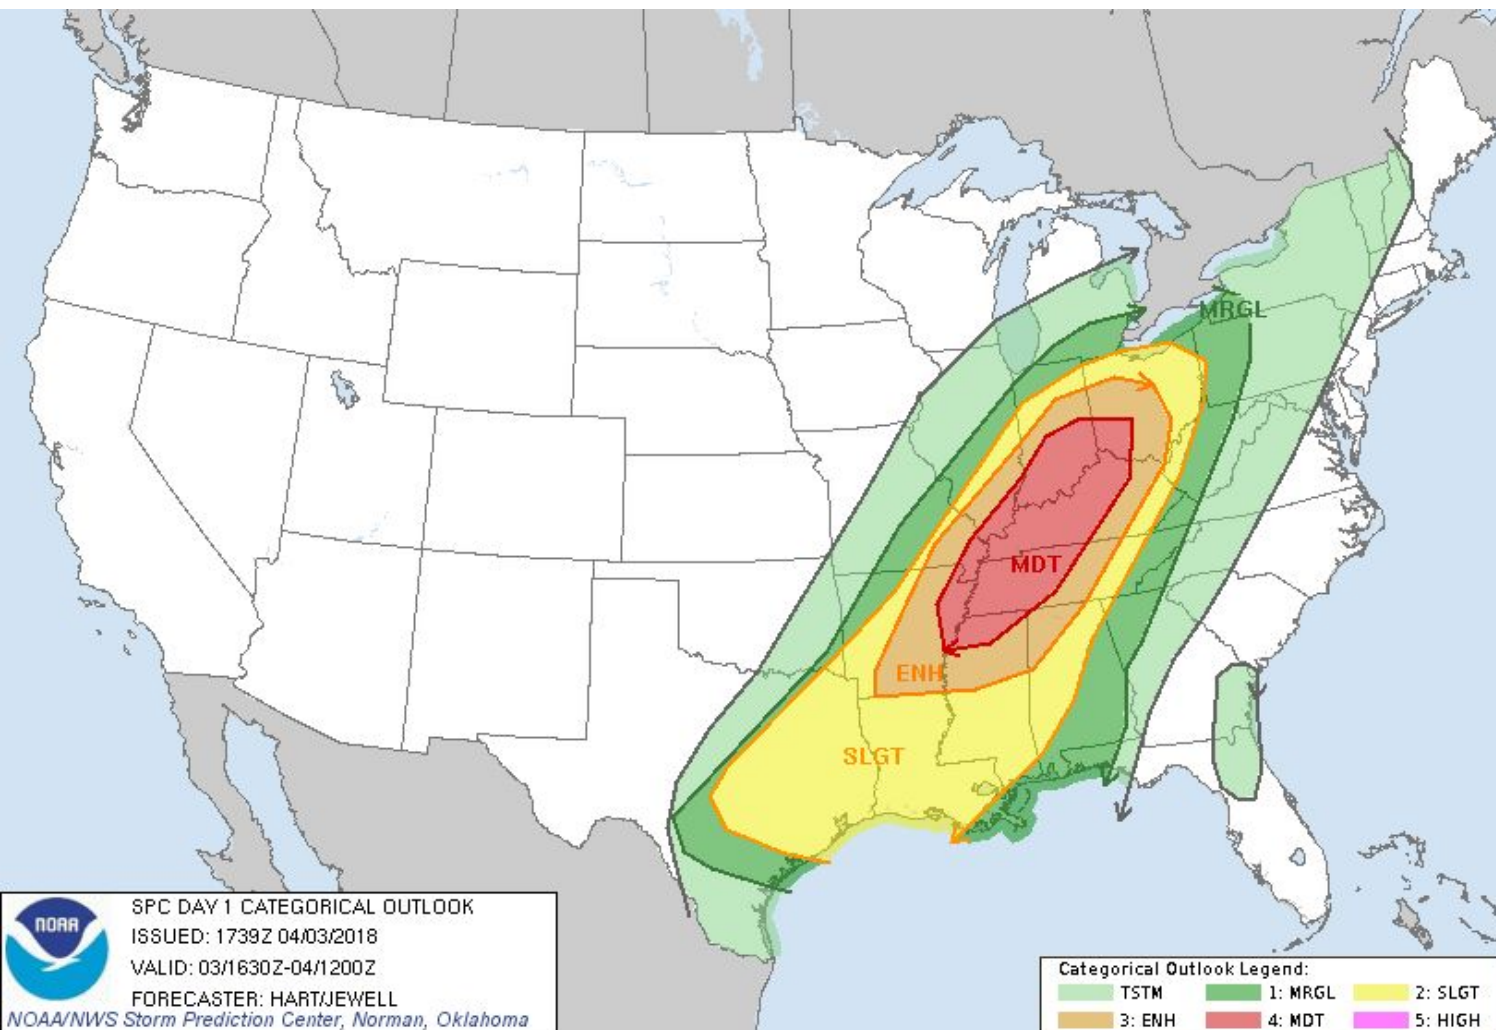 MRGL
MDT
ENH
SLGT
NOAA
SPC DAY 1 CATEGORICAL OUTLOOK
ISSUED: 1739Z 04/03/2018
VALID: 03/1630Z-04/1200Z
FORECASTER: HART/JEWELL
NOAA/NWS Storm Prediction Center, Norman, Oklahoma
Categorical Outlook Legend:
TSTM 1: MRGL 2: SLGT
3: ENH 4: MDT 5: HIGH